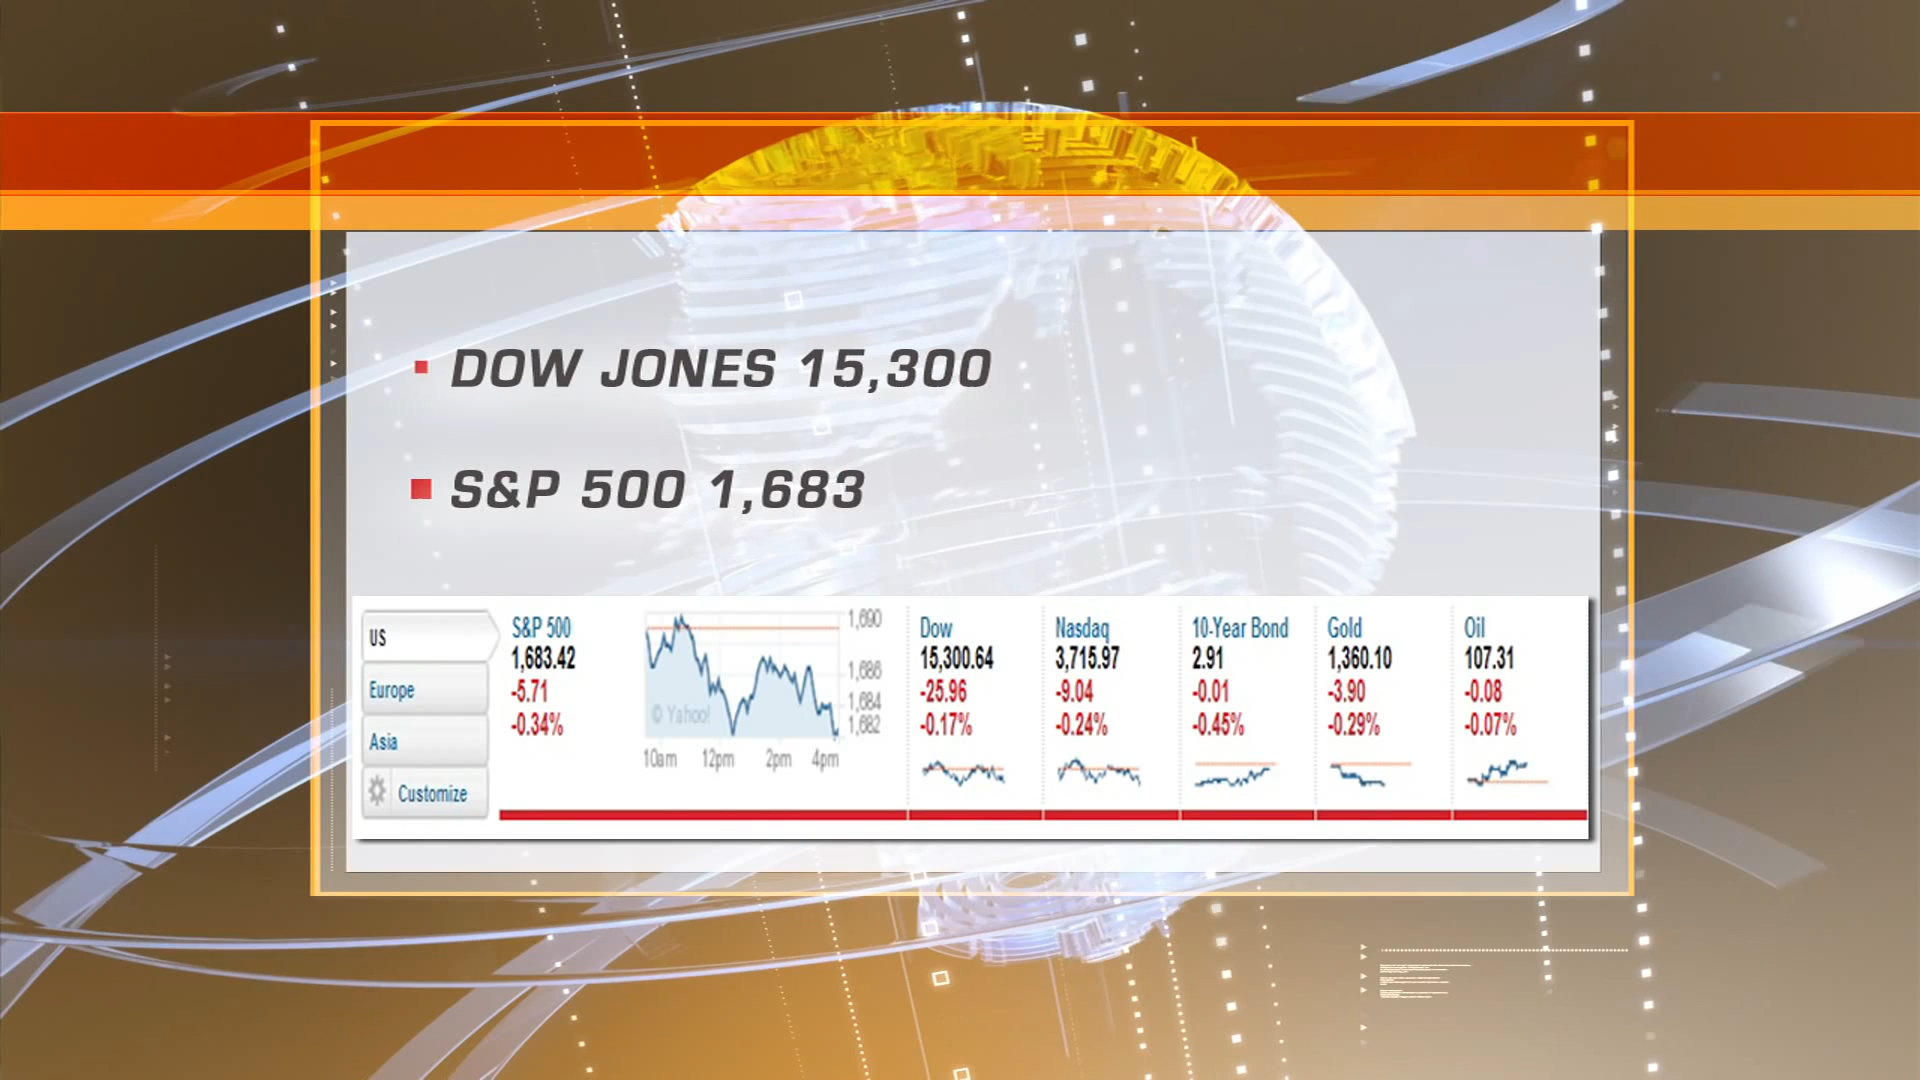 DOW JONES 15,300
S&P 500 1,683
US
Europe
Asia
Customize
S&P 500
1,683.42
-5.71
-0.34%
© Yahoo!
1,690
1,686
1,684
1,682
10am 12pm 2pm 4pm
Dow
15,300.64
-25.96
-0.17%
Nasdaq
3,715.97
-9.04
-0.24%
10-Year Bond
2.91
-0.01
-0.45%
Gold
1,360.10
-3.90
-0.29%
Oil
107.31
-0.08
-0.07%